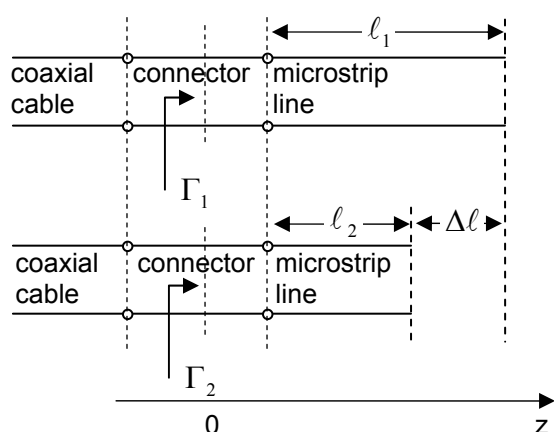 ℓ₁
coaxial cable
connector
microstrip line
Γ₁
ℓ₂
Δℓ
coaxial cable
connector
microstrip line
Γ₂
0
z